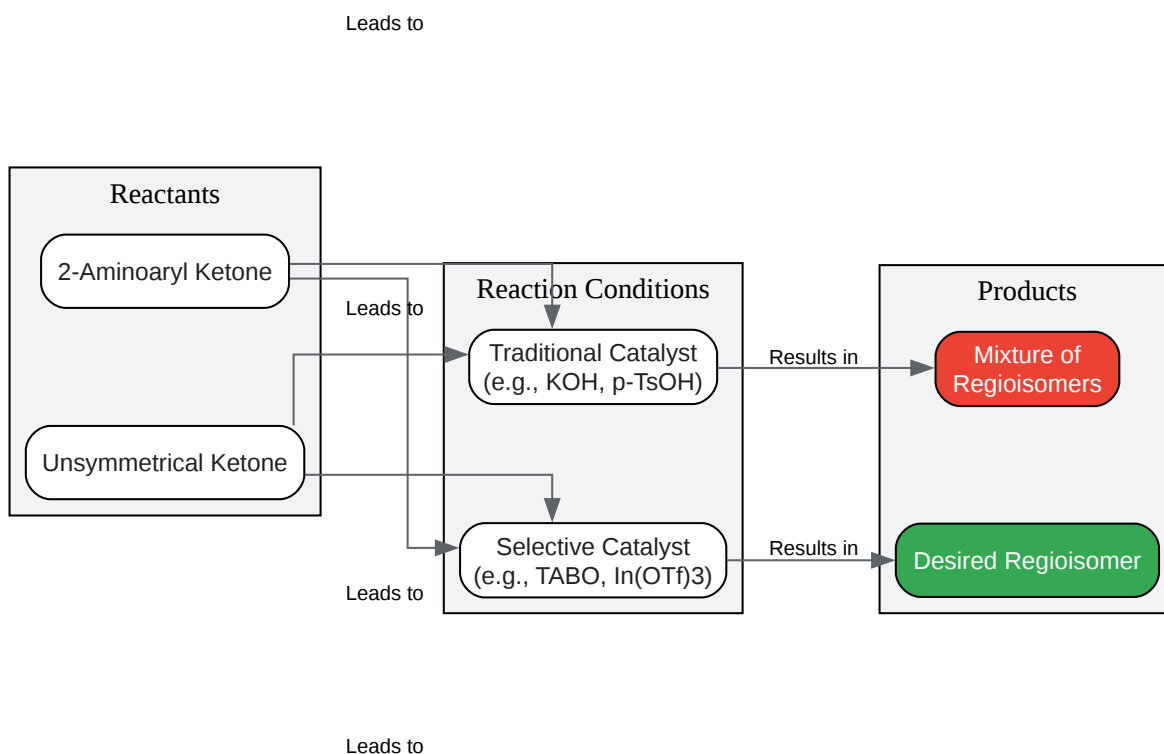 Leads to
Reactants
2-Aminoaryl Ketone
Unsymmetrical Ketone
Leads to
Reaction Conditions
Traditional Catalyst
(e.g., KOH, p-TsOH)
Selective Catalyst
(e.g., TABO, In(OTf)3)
Leads to
Results in
Results in
Products
Mixture of
Regioisomers
Desired Regioisomer
Leads to